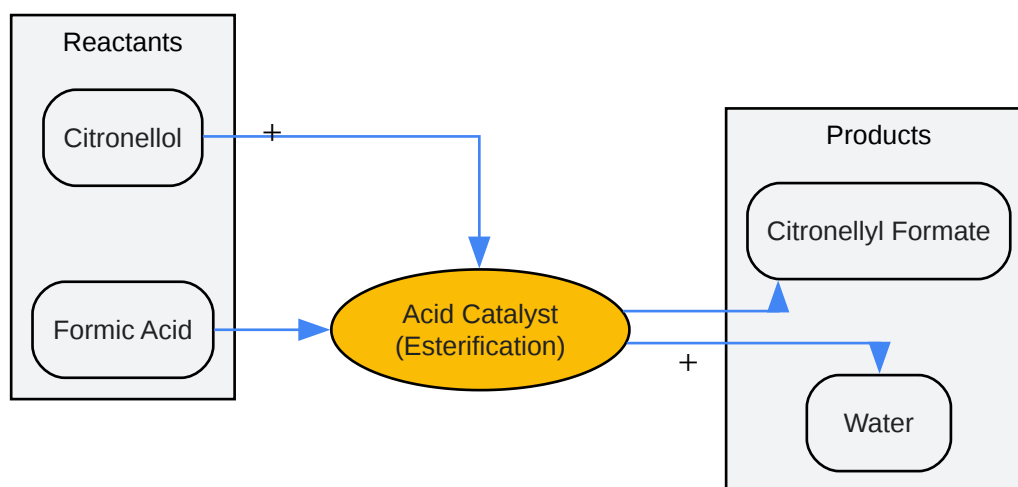 Reactants
Citronellol
+
Formic Acid
Acid Catalyst
(Esterification)
+
Products
Citronellyl Formate
Water